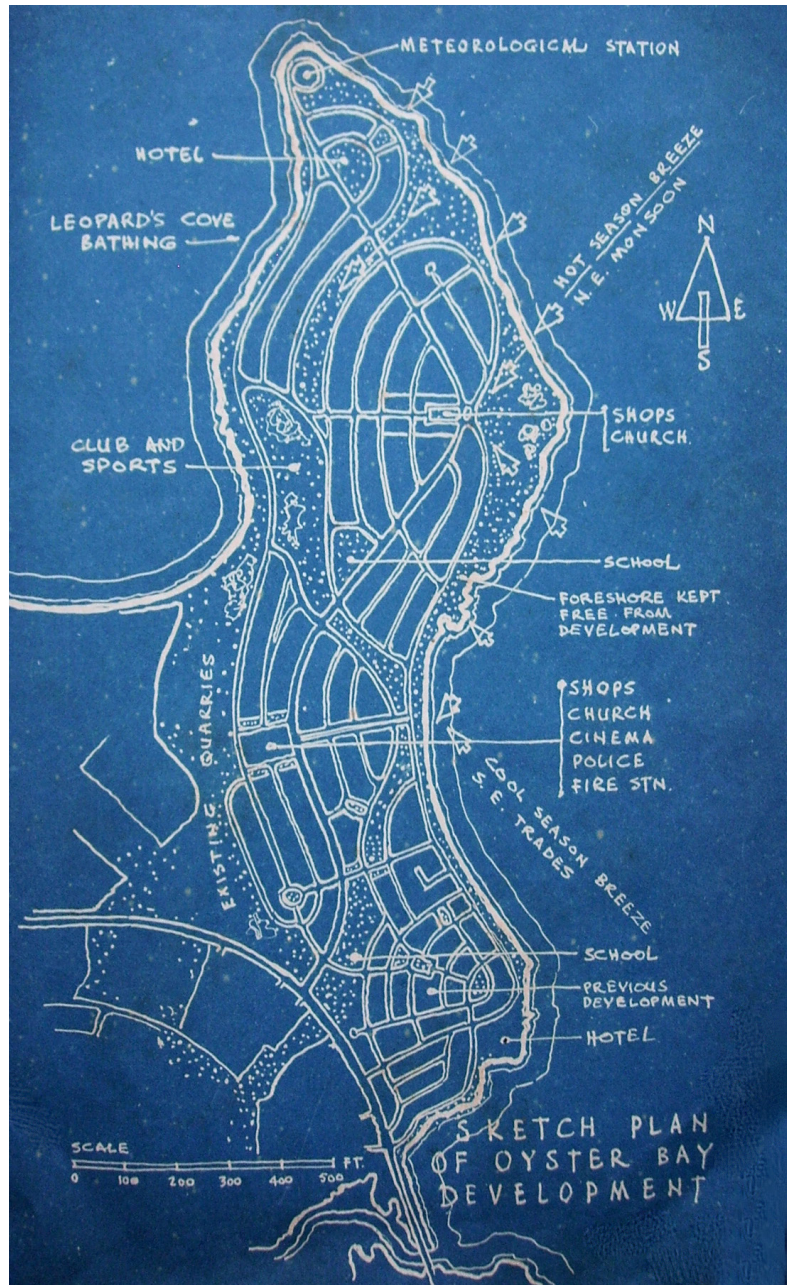 METEOROLOGICAL STATION
HOTEL
LEOPARD'S COVE
BATHING
HOT SEASON BREEZE
N.E. MONSOON
N
W E
S
SHOPS
CHURCH.
CLUB AND
SPORTS
SCHOOL
FORESHORE KEPT
FREE FROM
DEVELOPMENT
EXISTING QUARRIES
SHOPS
CHURCH
CINEMA
POLICE
FIRE STN.
COOL SEASON BREEZE
S.E. TRADES
SCHOOL
PREVIOUS
DEVELOPMENT
HOTEL
SCALE
FT.
0 100 200 300 400 500
SKETCH PLAN
OF OYSTER BAY
DEVELOPMENT